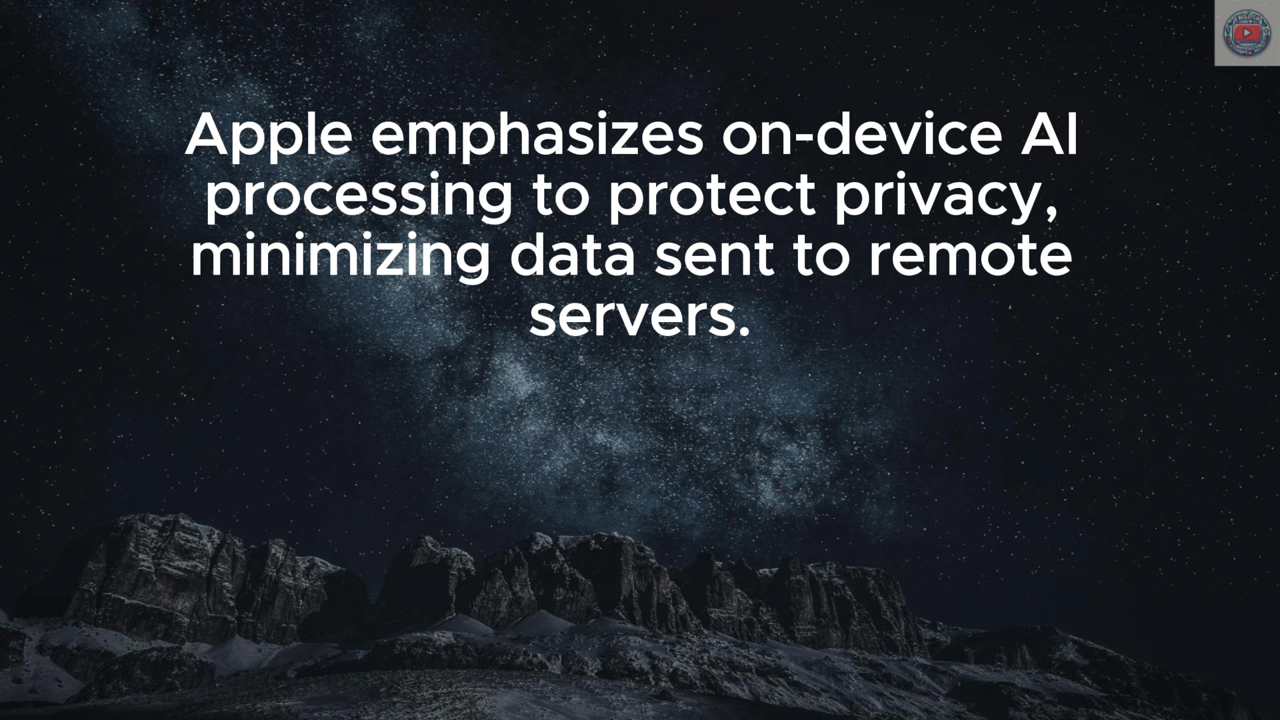 Apple emphasizes on-device AI
processing to protect privacy,
minimizing data sent to remote
servers.